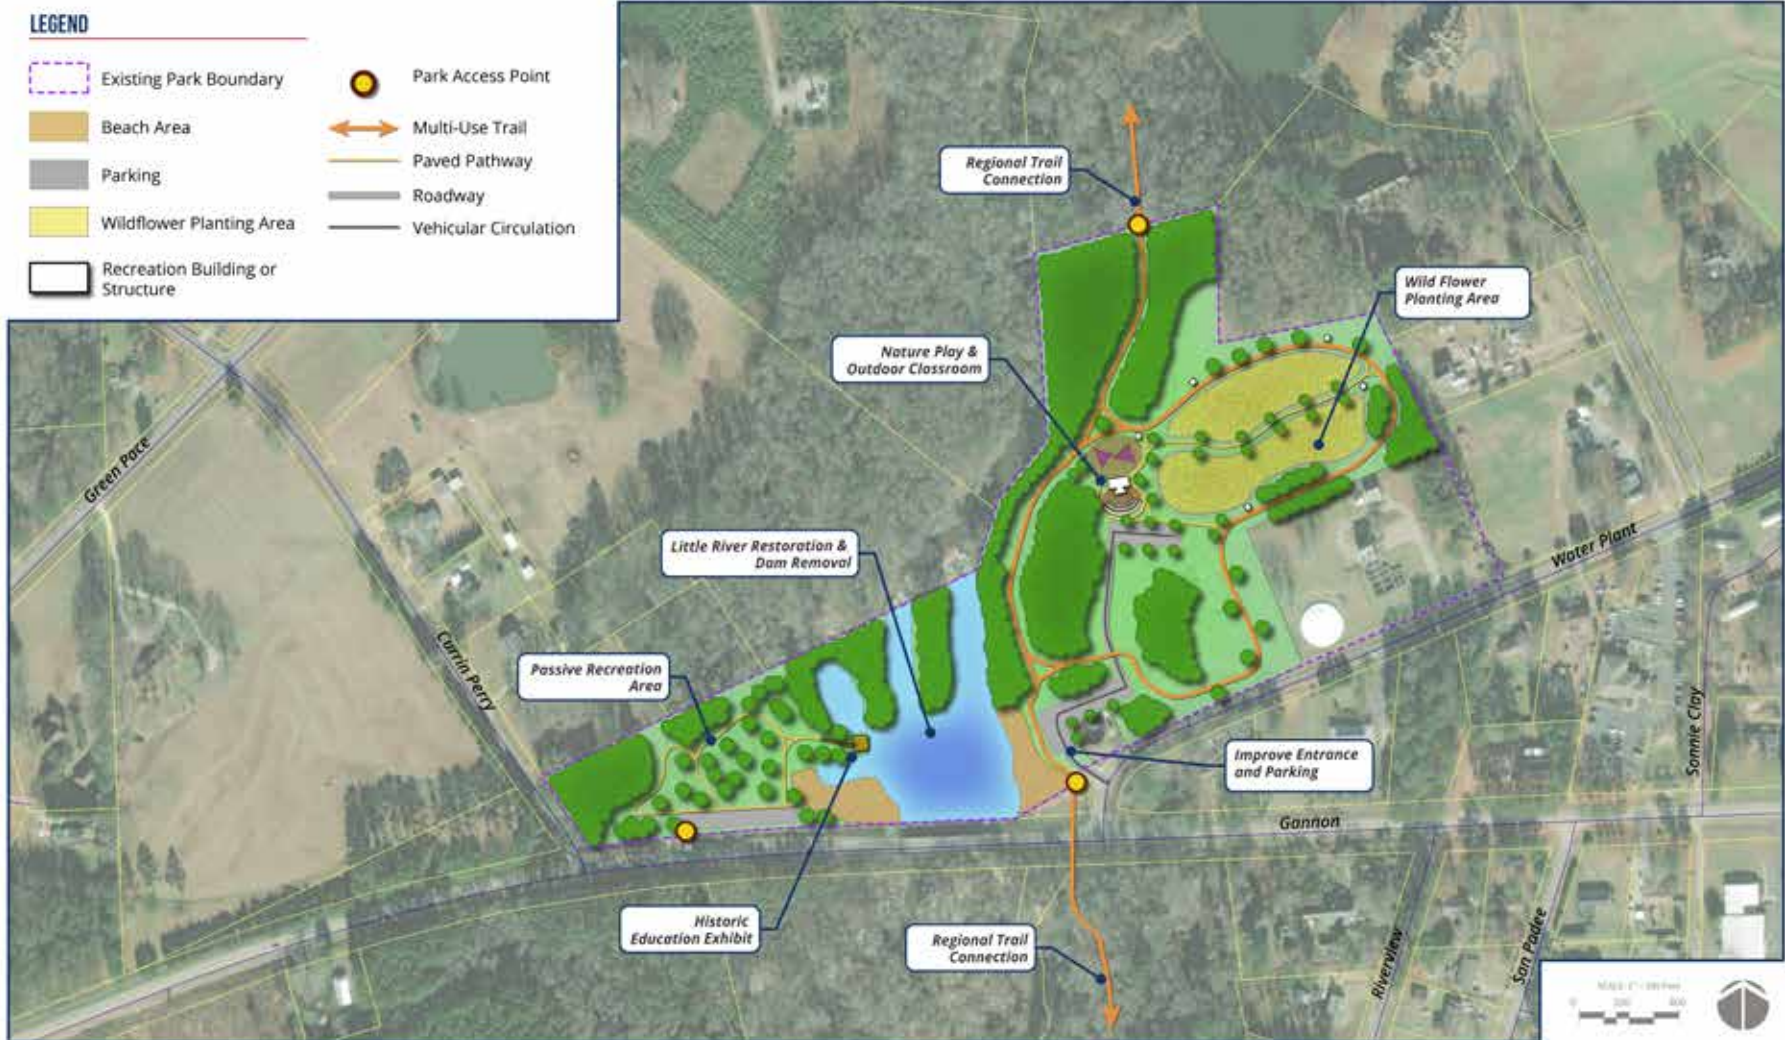 LEGEND
Existing Park Boundary
Beach Area
Parking
Wildflower Planting Area
Recreation Building or
Structure
Park Access Point
Multi-Use Trail
Paved Pathway
Roadway
Vehicular Circulation
Regional Trail
Connection
Wild Flower
Planting Area
Nature Play &
Outdoor Classroom
Green Pace
Little River Restoration &
Dam Removal
Water Plant
Currin Perry
Passive Recreation
Area
Sonnie Clay
Improve Entrance
and Parking
Gannon
Historic
Education Exhibit
Regional Trail
Connection
Riverview
San Padee
0